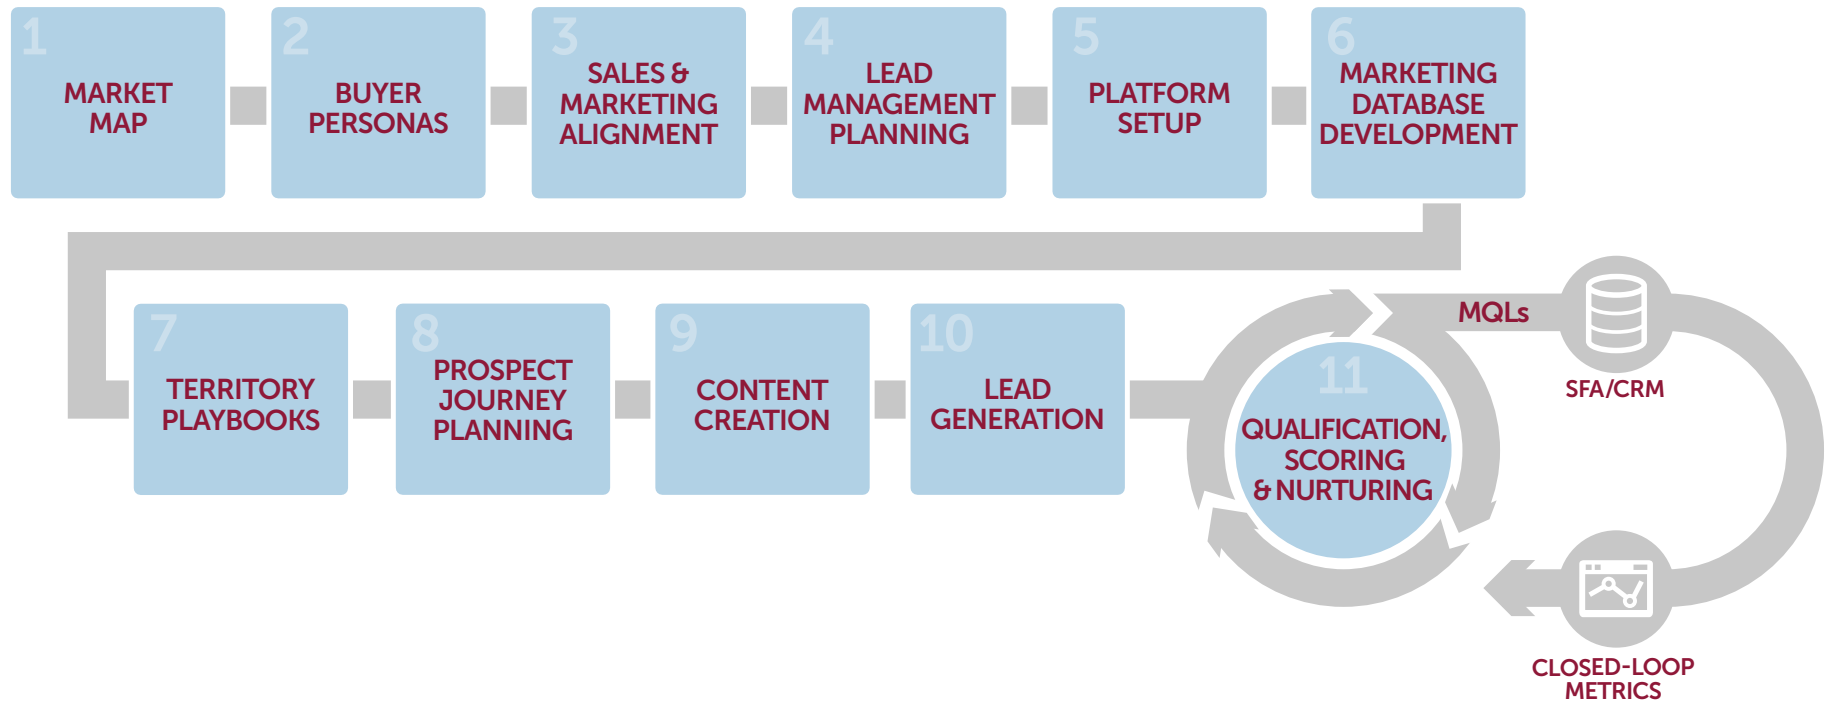 1
MARKET
MAP
2
BUYER
PERSONAS
3
SALES &
MARKETING
ALIGNMENT
4
LEAD
MANAGEMENT
PLANNING
5
PLATFORM
SETUP
6
MARKETING
DATABASE
DEVELOPMENT
7
TERRITORY
PLAYBOOKS
8
PROSPECT
JOURNEY
PLANNING
9
CONTENT
CREATION
10
LEAD
GENERATION
11
QUALIFICATION,
SCORING
& NURTURING
MQLs
SFA/CRM
CLOSED-LOOP
METRICS